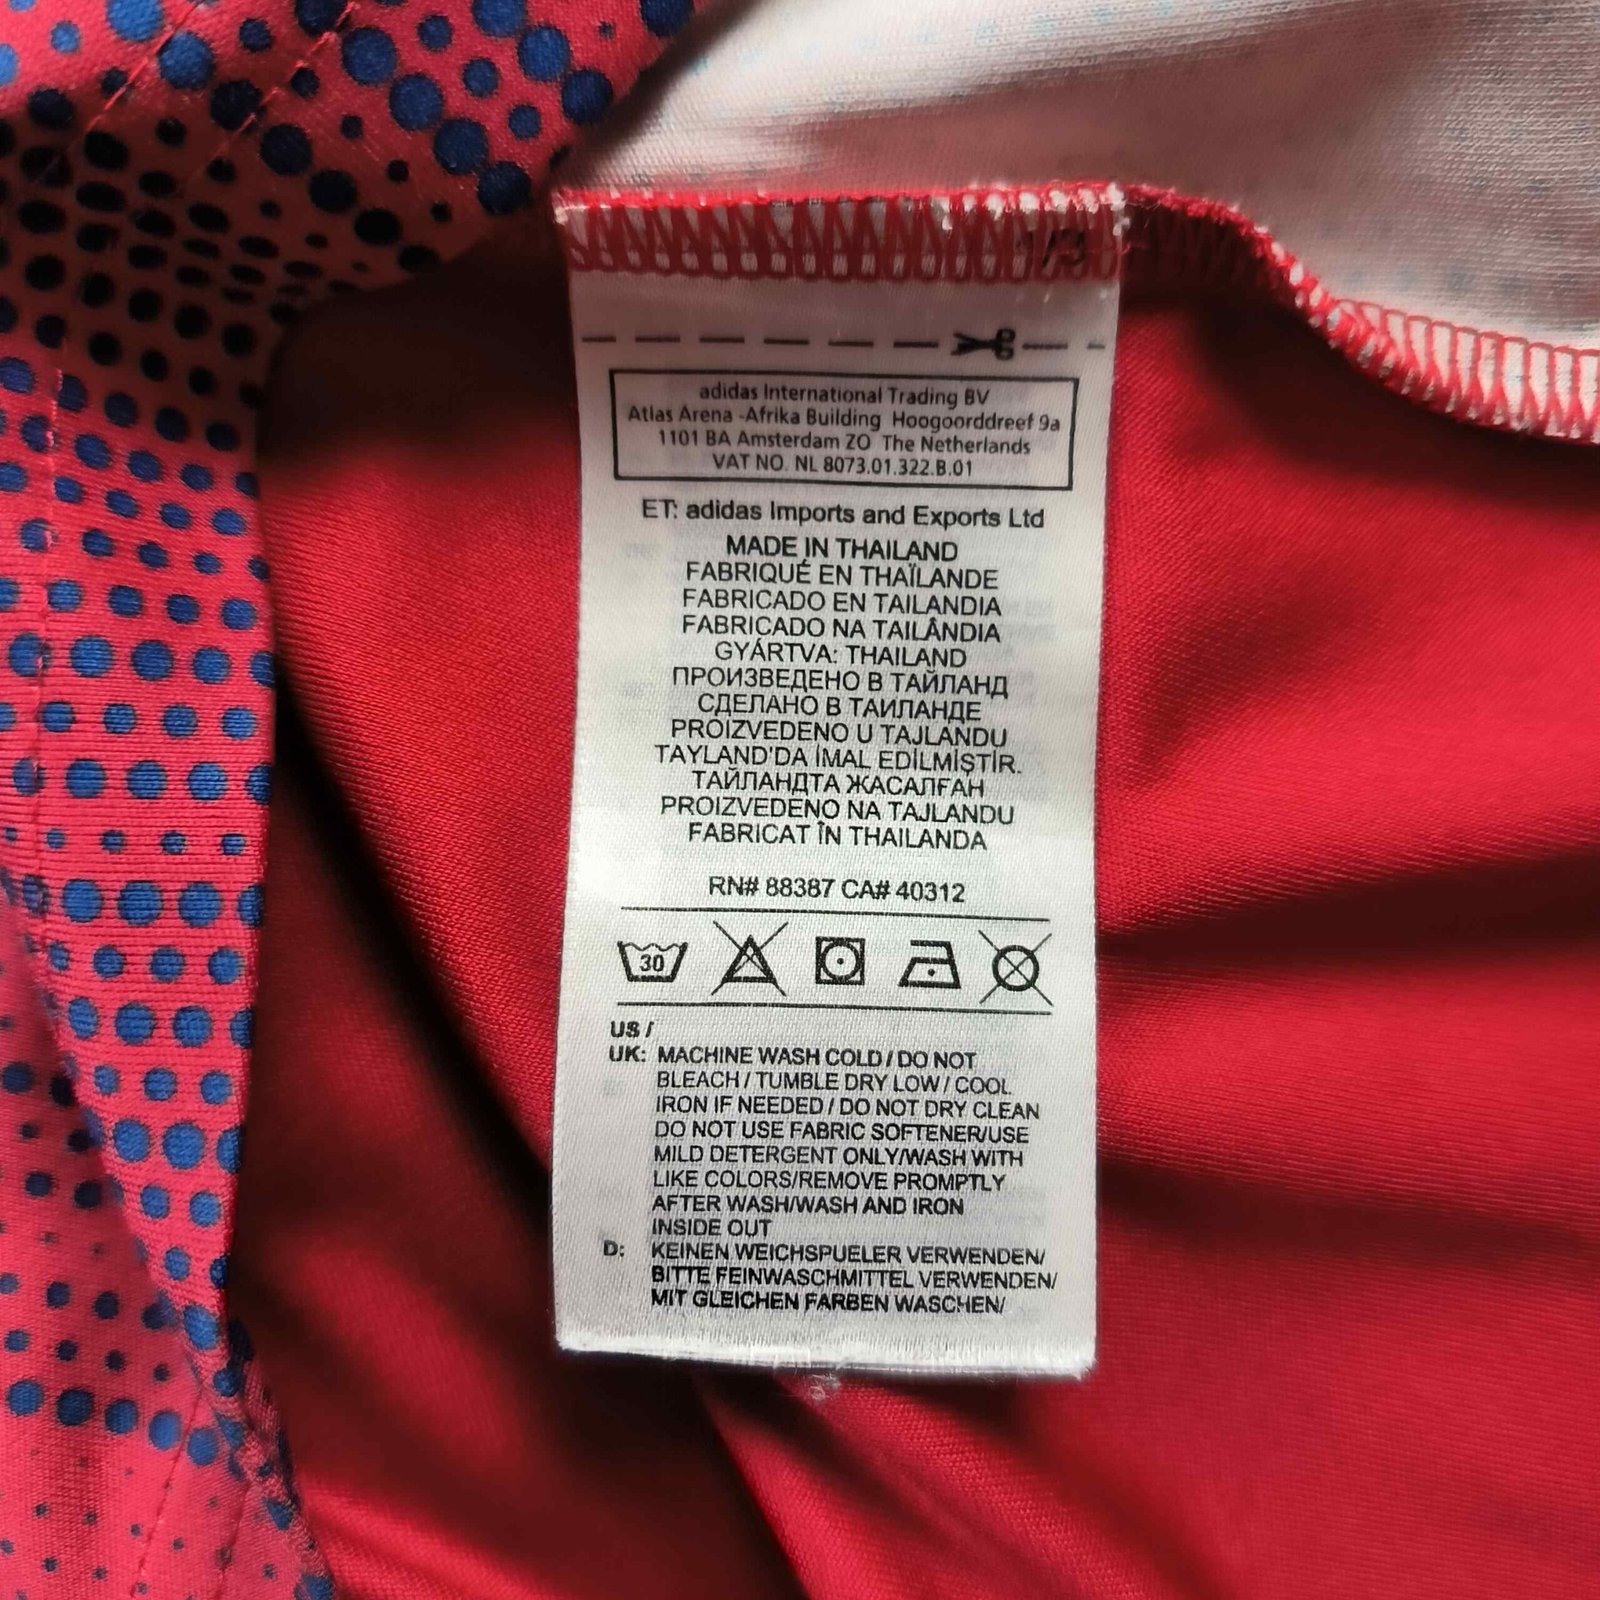 1/3
adidas International Trading BV
Atlas Arena -Afrika Building Hoogoorddreef 9a
1101 BA Amsterdam ZO The Netherlands
VAT NO. NL 8073.01.322.B.01
ET: adidas Imports and Exports Ltd
MADE IN THAILAND
FABRIQUÉ EN THAÏLANDE
FABRICADO EN TAILANDIA
FABRICADO NA TAILÂNDIA
GYÁRTVA: THAILAND
ПРОИЗВЕДЕНО В ТАЙЛАНД
СДЕЛАНО В ТАИЛАНДЕ
PROIZVEDENO U TAJLANDU
TAYLAND'DA İMAL EDİLMİŞTİR.
ТАЙЛАНДТА ЖАСАЛҒАН
PROIZVEDENO NA TAJLANDU
FABRICAT ÎN THAILANDA
RN# 88387 CA# 40312
30
US /
UK: MACHINE WASH COLD / DO NOT
BLEACH / TUMBLE DRY LOW / COOL
IRON IF NEEDED / DO NOT DRY CLEAN
DO NOT USE FABRIC SOFTENER/USE
MILD DETERGENT ONLY/WASH WITH
LIKE COLORS/REMOVE PROMPTLY
AFTER WASH/WASH AND IRON
INSIDE OUT
D: KEINEN WEICHSPUELER VERWENDEN/
BITTE FEINWASCHMITTEL VERWENDEN/
MIT GLEICHEN FARBEN WASCHEN/